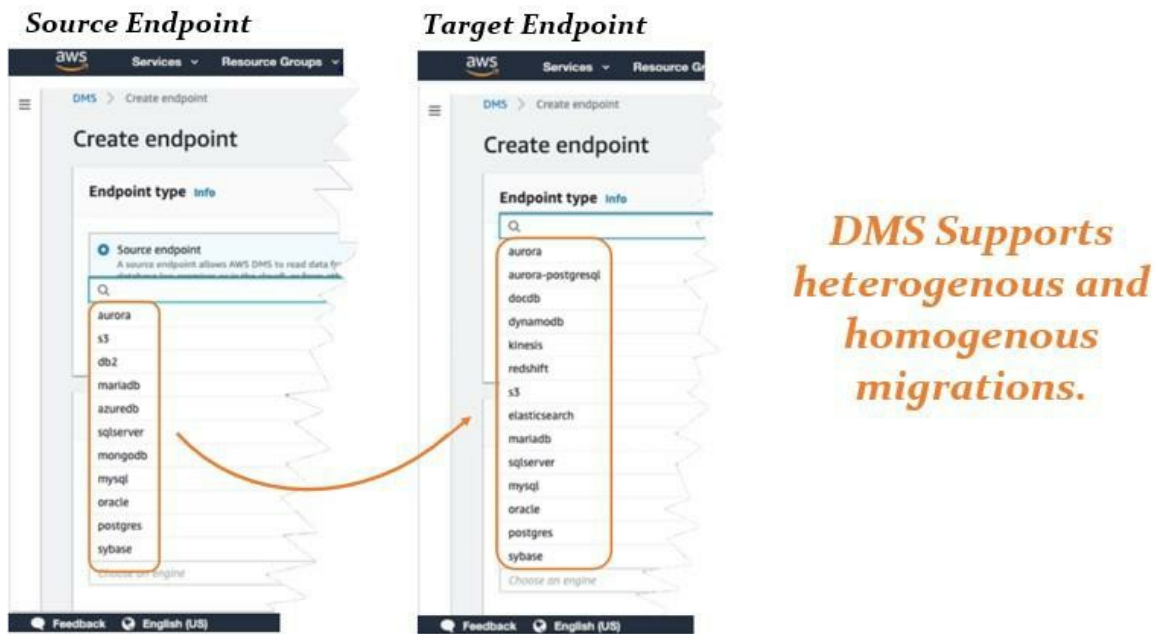 Source Endpoint
aws Services Resource Groups
DMS > Create endpoint
Create endpoint
Endpoint type Info
Source endpoint
A source endpoint allows AWS DMS to read data
aurora
s3
db2
mariadb
azuredb
sqlserver
mongodb
mysql
oracle
postgres
sybase
Choose an engine
Feedback English (US)
Target Endpoint
aws Services Resource
DMS > Create endpoint
Create endpoint
Endpoint type Info
aurora
aurora-postgresql
docdb
dynamodb
kinesis
redshift
s3
elasticsearch
mariadb
sqlserver
mysql
oracle
postgres
sybase
Choose an engine
Feedback English (US)
DMS Supports
heterogenous and
homogenous
migrations.